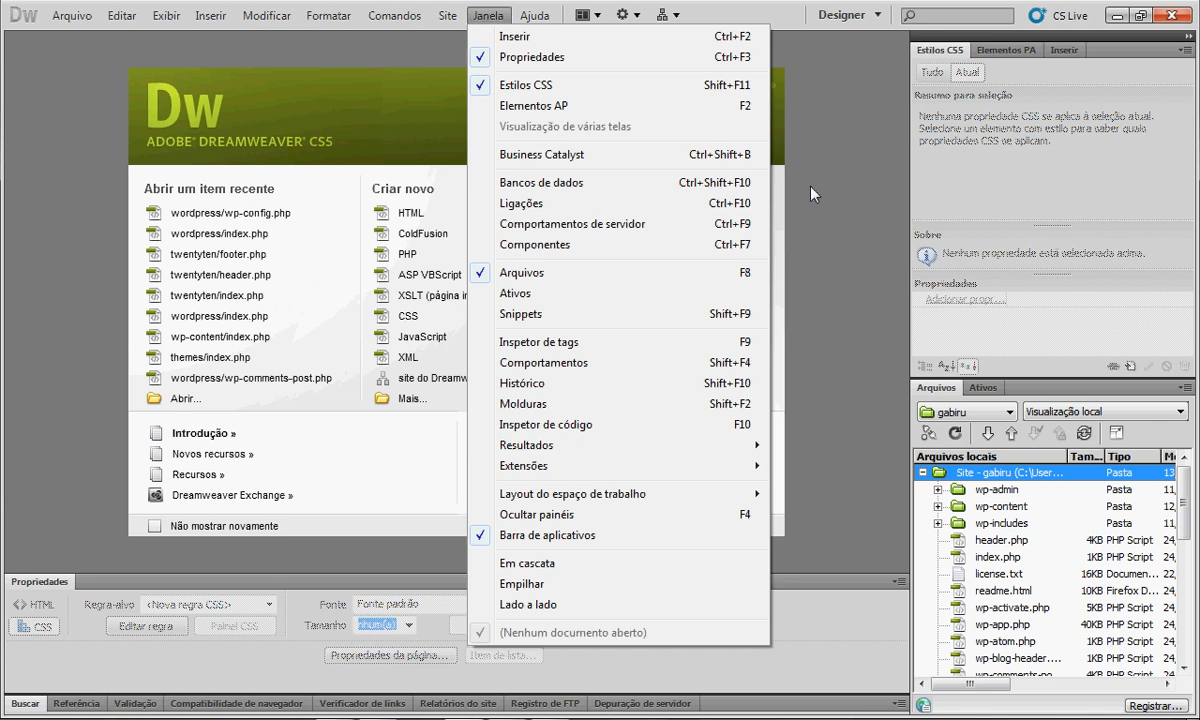 Dw Arquivo Editar Exibir Inserir Modificar Formatar Comandos Site Janela Ajuda Designer CS Live
Inserir Ctrl+F2
Propriedades Ctrl+F3
Estilos CSS Shift+F11
Elementos AP F2
Visualização de várias telas
Business Catalyst Ctrl+Shift+B
Bancos de dados Ctrl+Shift+F10
Ligações Ctrl+F10
Comportamentos de servidor Ctrl+F9
Componentes Ctrl+F7
Arquivos F8
Ativos
Snippets Shift+F9
Inspetor de tags F9
Comportamentos Shift+F4
Histórico Shift+F10
Molduras Shift+F2
Inspetor de código F10
Resultados
Extensões
Layout do espaço de trabalho
Ocultar painéis F4
Barra de aplicativos
Em cascata
Empilhar
Lado a lado
(Nenhum documento aberto)
Dw
ADOBE® DREAMWEAVER® CS5
Abrir um item recente
wordpress/wp-config.php
wordpress/index.php
twentyten/footer.php
twentyten/header.php
twentyten/index.php
wordpress/index.php
wp-content/index.php
themes/index.php
wordpress/wp-comments-post.php
Abrir...
Criar novo
HTML
ColdFusion
PHP
ASP VBScript
XSLT (página in
CSS
JavaScript
XML
site do Dreamw
Mais...
Introdução »
Novos recursos »
Recursos »
Dreamweaver Exchange »
Não mostrar novamente
Estilos CSS Elementos PA Inserir
Tudo Atual
Resumo para seleção
Nenhuma propriedade CSS se aplica à seleção atual.
Selecione um elemento com estilo para saber quais
propriedades CSS se aplicam.
Sobre
Nenhum propriedade está selecionada acima.
Propriedades
Adicionar propr...
Arquivos Ativos
gabiru Visualização local
Arquivos locais Tam... Tipo
Site - gabiru (C:\User... Pasta 13
wp-admin Pasta 11,
wp-content Pasta 12,
wp-includes Pasta 11,
header.php 4KB PHP Script 24,
index.php 1KB PHP Script 24,
license.txt 16KB Documen... 22,
readme.html 10KB Firefox D... 22,
wp-activate.php 5KB PHP Script 24,
wp-app.php 40KB PHP Script 24,
wp-atom.php 1KB PHP Script 24,
wp-blog-header.... 1KB PHP Script 24,
Registrar...
Propriedades
HTML
CSS
Regra-alvo <Nova regra CSS>
Editar regra Painel CSS
Fonte Fonte padrão
Tamanho
Propriedades da página... Item de lista...
Buscar Referência Validação Compatibilidade de navegador Verificador de links Relatórios do site Registro de FTP Depuração de servidor